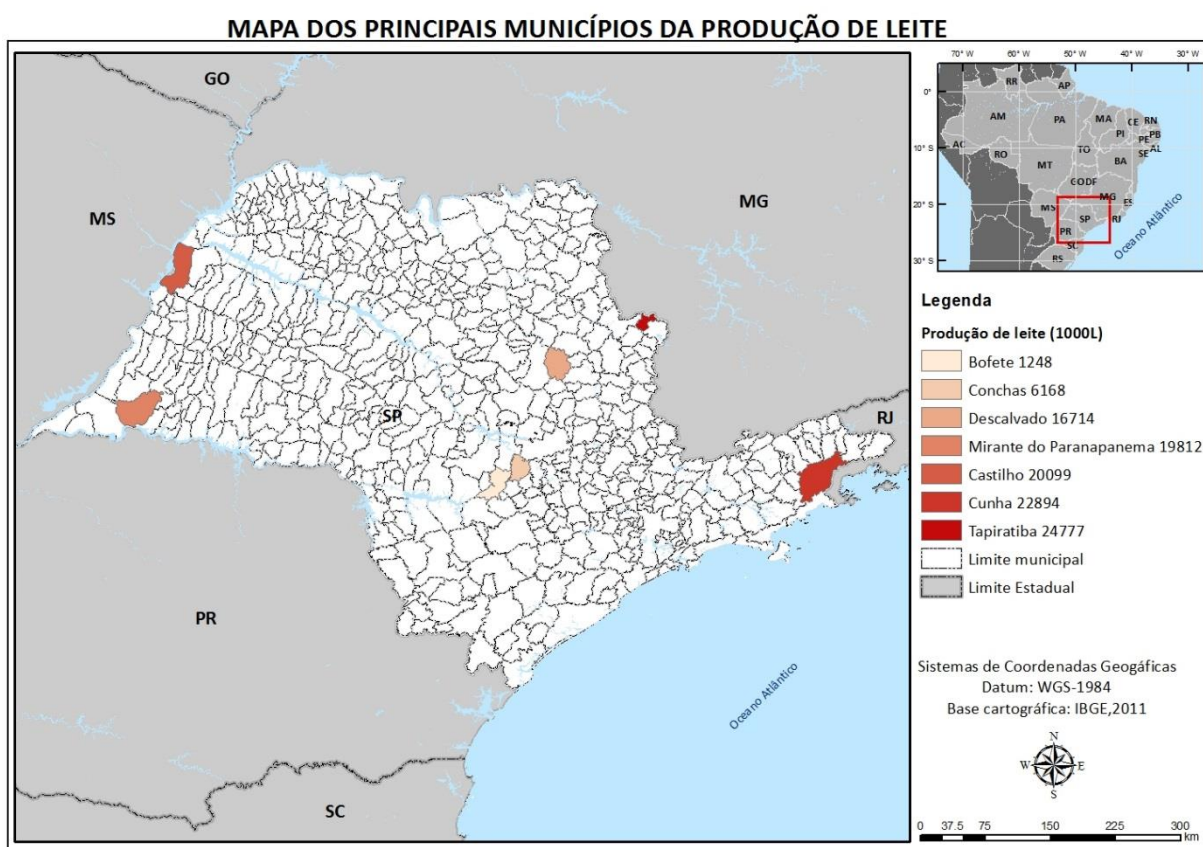 MAPA DOS PRINCIPAIS MUNICÍPIOS DA PRODUÇÃO DE LEITE
GO
MS
MG
SP
RJ
PR
SC
Oceano Atlântico
70° W 60° W 50° W 40° W 30° W
0°
10° S
20° S
30° S
RR
AP
AM
PA
MA
CE
RN
PI
PB
PE
AC
AL
SE
RO
TO
MT
BA
GO
DF
MG
ES
MS
SP
RJ
PR
SC
RS
Oceano Atlântico
Legenda
Produção de leite (1000L)
Bofete 1248
Conchas 6168
Descalvado 16714
Mirante do Paranapanema 19812
Castilho 20099
Cunha 22894
Tapiratiba 24777
Limite municipal
Limite Estadual
Sistemas de Coordenadas Geogáficas
Datum: WGS-1984
Base cartográfica: IBGE,2011
N
W E
S
0 37.5 75 150 225 300
km